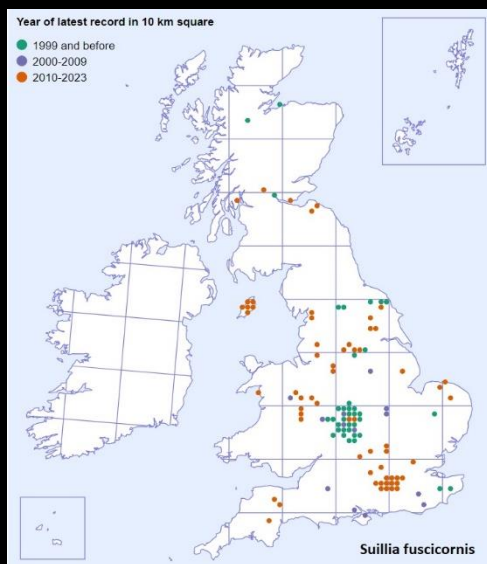 Year of latest record in 10 km square
1999 and before
2000-2009
2010-2023
Suillia fuscicornis